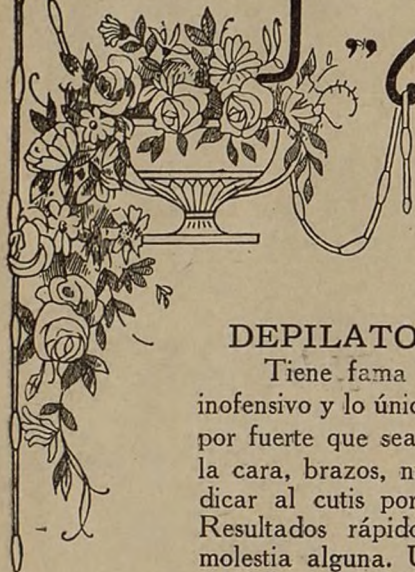 ”
DEPILATO
Tiene fama
inofensivo y lo únic
por fuerte que sea
la cara, brazos, n
dicar al cutis por
Resultados rápido
molestia alguna. U